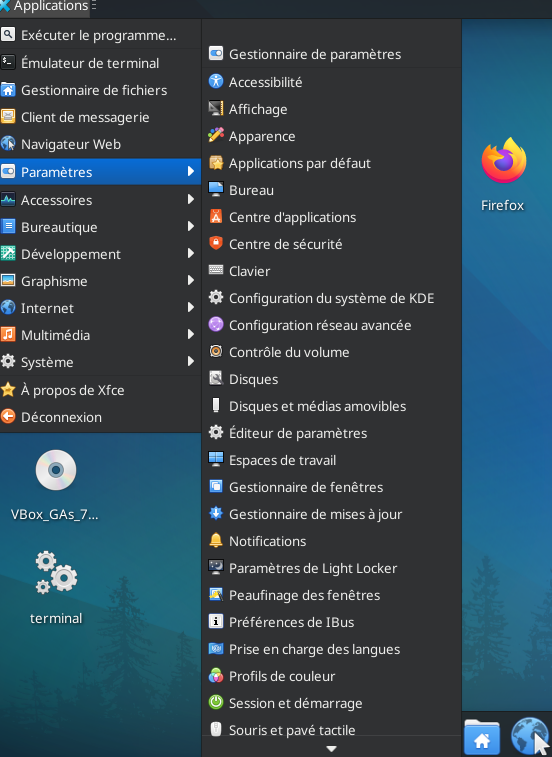 Applications
Exécuter le programme...
Émulateur de terminal
Gestionnaire de fichiers
Client de messagerie
Navigateur Web
Paramètres
Accessoires
Bureautique
Développement
Graphisme
Internet
Multimédia
Système
À propos de Xfce
Déconnexion
Gestionnaire de paramètres
Accessibilité
Affichage
Apparence
Applications par défaut
Bureau
Centre d'applications
Centre de sécurité
Clavier
Configuration du système de KDE
Configuration réseau avancée
Contrôle du volume
Disques
Disques et médias amovibles
Éditeur de paramètres
Espaces de travail
Gestionnaire de fenêtres
Gestionnaire de mises à jour
Notifications
Paramètres de Light Locker
Peaufinage des fenêtres
Préférences de IBus
Prise en charge des langues
Profils de couleur
Session et démarrage
Souris et pavé tactile
Firefox
VBox_GAs_7...
terminal